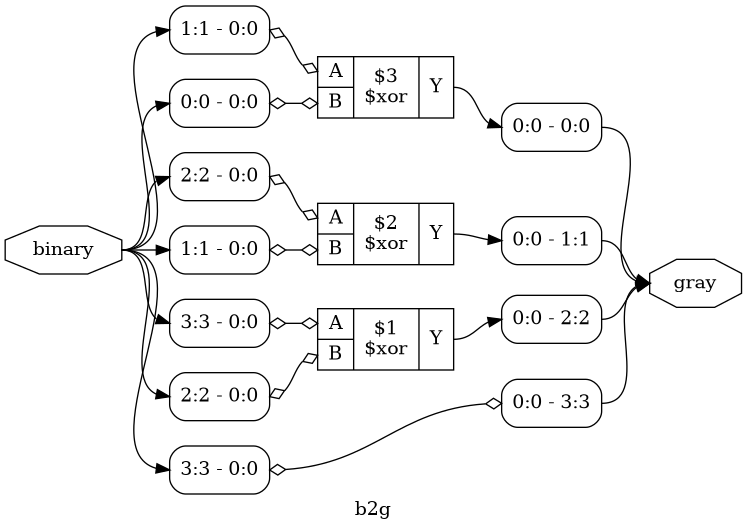 binary
1:1 - 0:0
0:0 - 0:0
2:2 - 0:0
1:1 - 0:0
3:3 - 0:0
2:2 - 0:0
3:3 - 0:0
A
B
$3
$xor
Y
A
B
$2
$xor
Y
A
B
$1
$xor
Y
0:0 - 0:0
0:0 - 1:1
0:0 - 2:2
0:0 - 3:3
gray
b2g